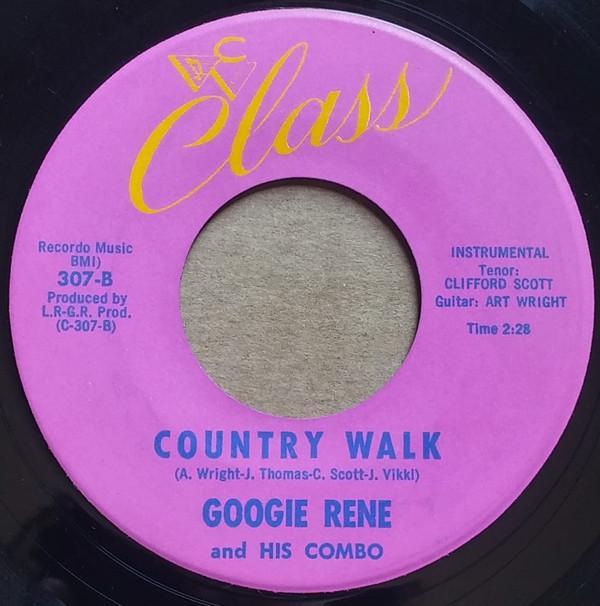 Class
Recordo Music
BMI)
307-B
Produced by
L.R-G.R. Prod.
(C-307-B)
INSTRUMENTAL
Tenor:
CLIFFORD SCOTT
Guitar: ART WRIGHT
Time 2:28
COUNTRY WALK
(A. Wright-J. Thomas-C. Scott-J. Vikki)
GOOGIE RENE
and HIS COMBO